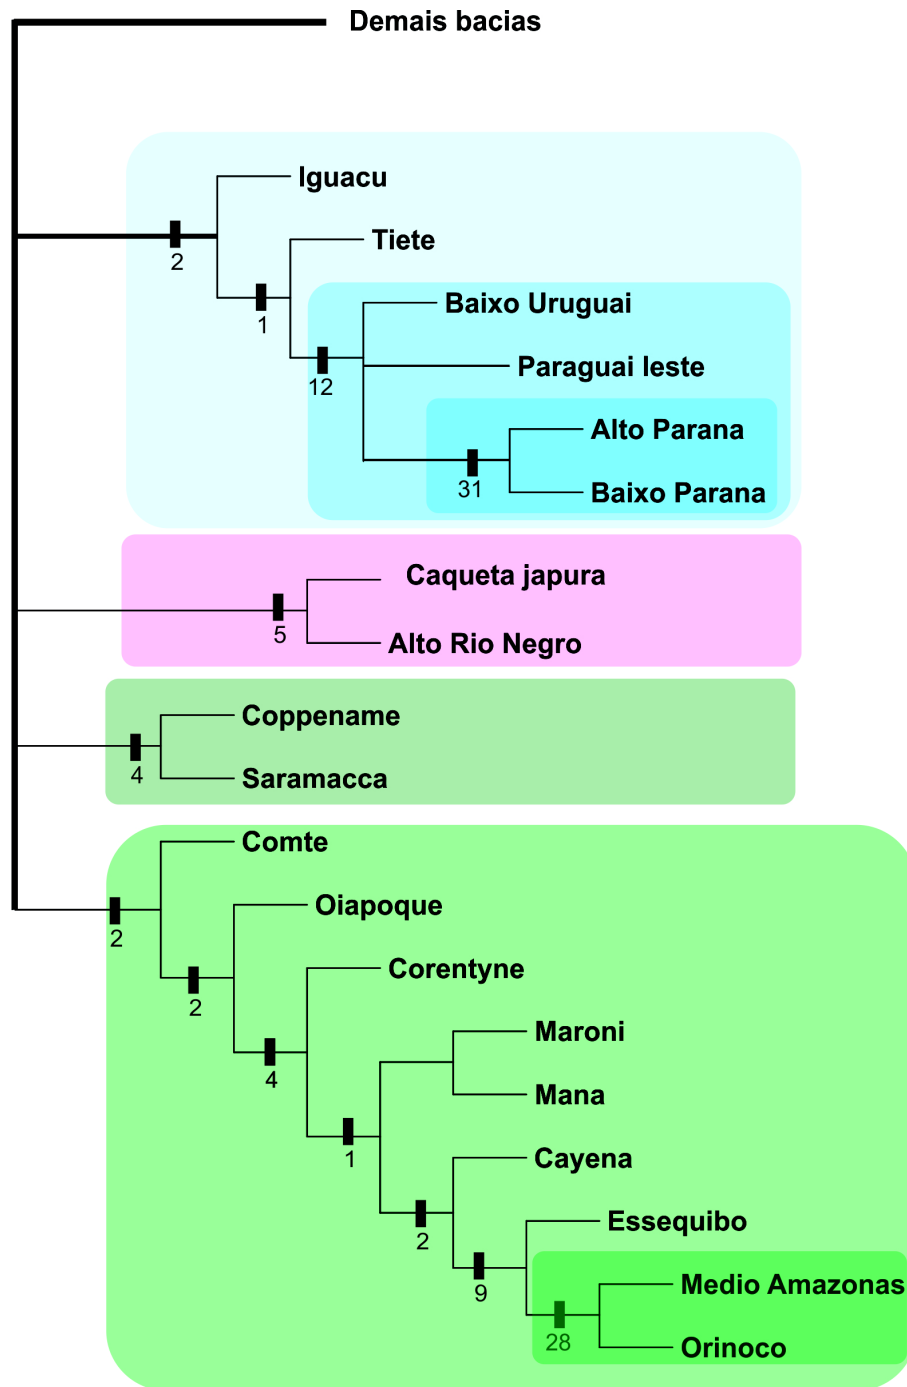 Demais bacias
Iguacu
2
Tiete
1
Baixo Uruguai
12
Paraguai leste
Alto Parana
31
Baixo Parana
Caqueta japura
5
Alto Rio Negro
Coppename
4
Saramacca
Comte
2
Oiapoque
2
Corentyne
4
Maroni
Mana
1
Cayena
2
Essequibo
9
Medio Amazonas
28
Orinoco